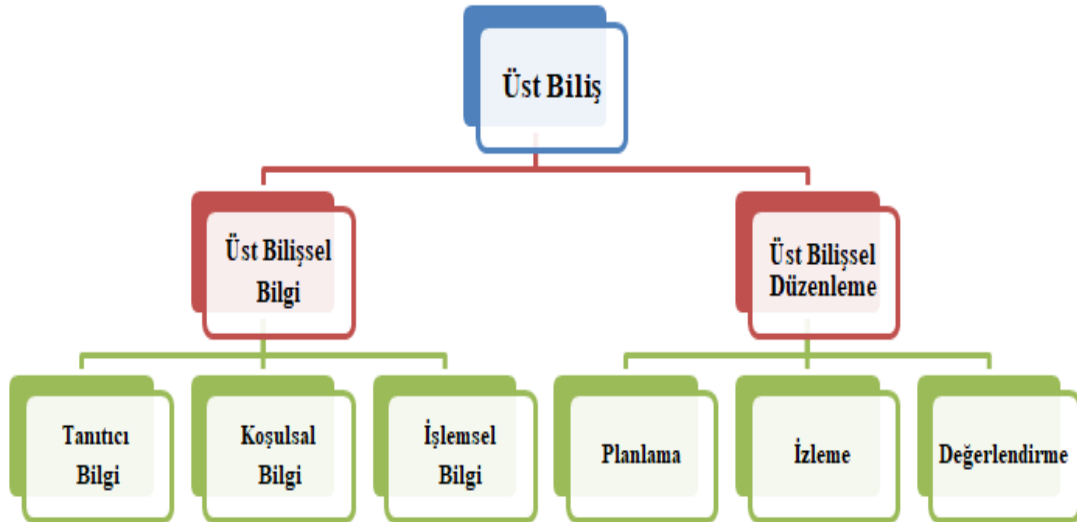 Üst Biliş
Üst Bilişsel
Bilgi
Üst Bilişsel
Düzenleme
Tanıtıcı
Bilgi
Koşulsal
Bilgi
İşlemsel
Bilgi
Planlama
İzleme
Değerlendirme